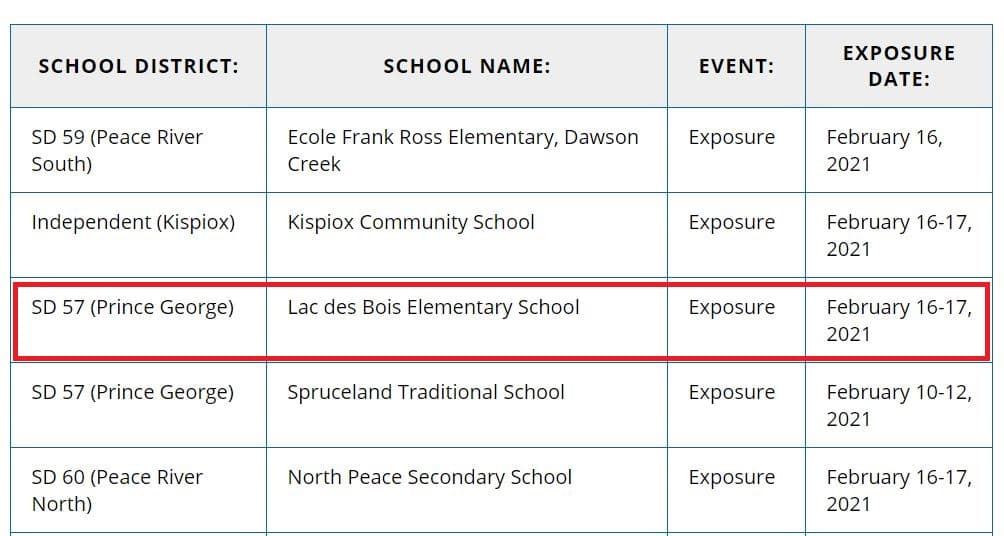 SCHOOL DISTRICT: SCHOOL NAME: EVENT: EXPOSURE DATE:
SD 59 (Peace River South) Ecole Frank Ross Elementary, Dawson Creek Exposure February 16, 2021
Independent (Kispiox) Kispiox Community School Exposure February 16-17, 2021
SD 57 (Prince George) Lac des Bois Elementary School Exposure February 16-17, 2021
SD 57 (Prince George) Spruceland Traditional School Exposure February 10-12, 2021
SD 60 (Peace River North) North Peace Secondary School Exposure February 16-17, 2021